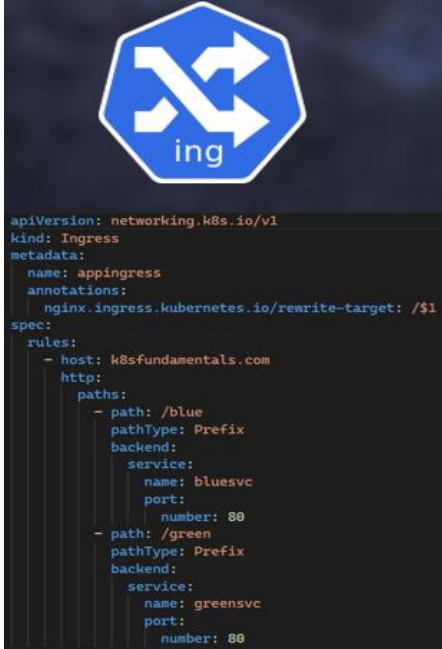 ing
apiVersion: networking.k8s.io/v1
kind: Ingress
metadata:
  name: appingress
  annotations:
    nginx.ingress.kubernetes.io/rewrite-target: /$1
spec:
  rules:
    - host: k8sfundamentals.com
      http:
        paths:
          - path: /blue
            pathType: Prefix
            backend:
              service:
                name: bluesvc
                port:
                  number: 80
          - path: /green
            pathType: Prefix
            backend:
              service:
                name: greensvc
                port:
                  number: 80